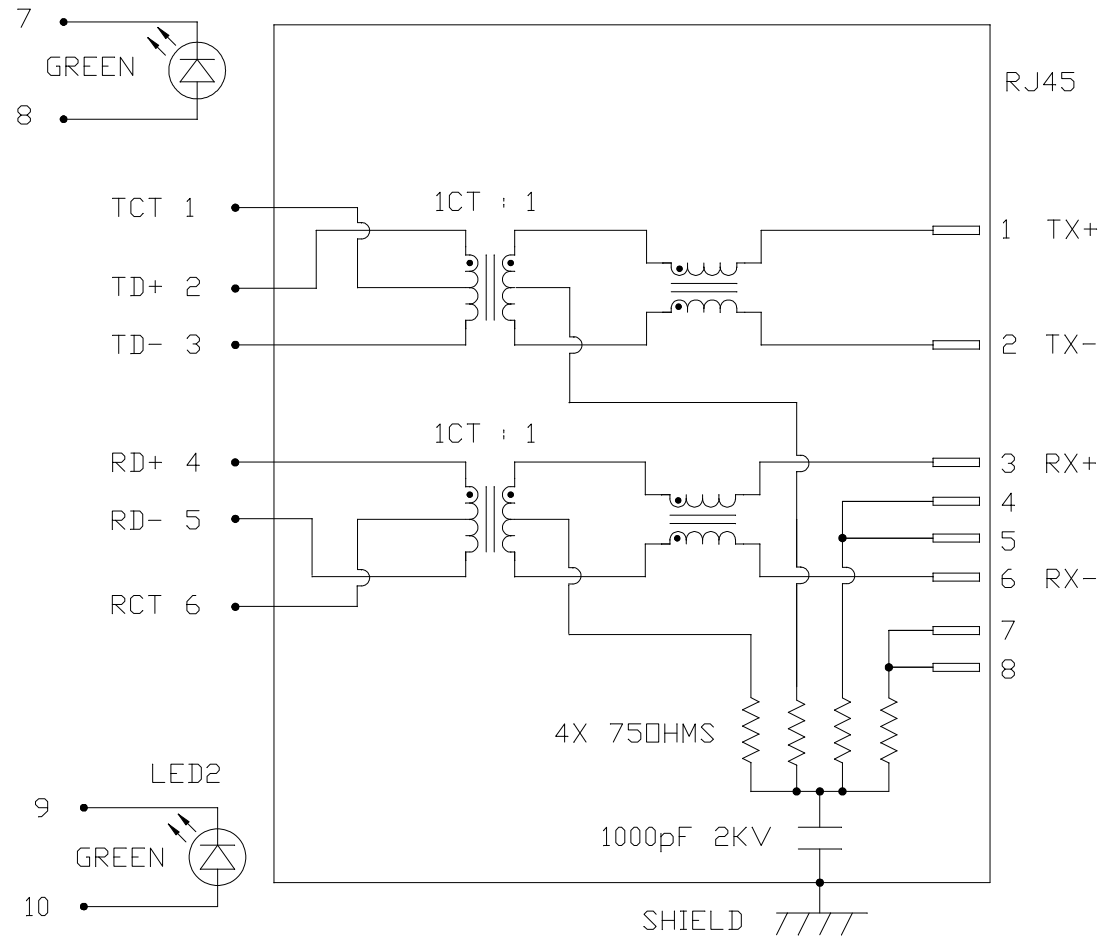 7
GREEN
8
RJ45
TCT 1
1CT : 1
1 TX+
TD+ 2
TD- 3
2 TX-
1CT : 1
RD+ 4
3 RX+
4
RD- 5
5
6 RX-
RCT 6
7
8
4X 75OHMS
LED2
9
1000pF 2KV
GREEN
10
SHIELD